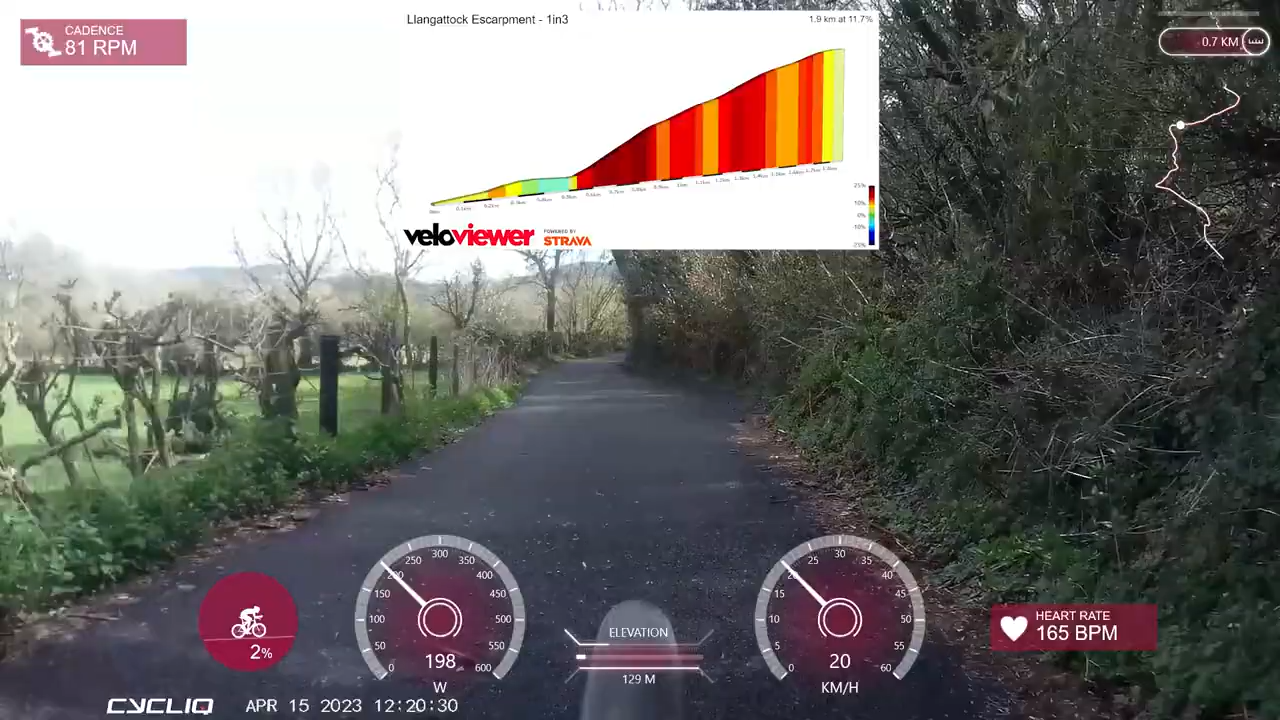 CADENCE
81 RPM
Llangattock Escarpment - 1in3
1.9 km at 11.7%
0.7 KM
25%
10%
0%
10%
-25%
veloviewer
POWERED BY
STRAVA
2%
0
50
100
150
200
250
300
350
400
450
500
550
600
198
W
ELEVATION
129 M
0
5
10
15
20
25
30
35
40
45
50
55
60
20
KM/H
HEART RATE
165 BPM
CYCLIQ
APR 15 2023 12:20:30